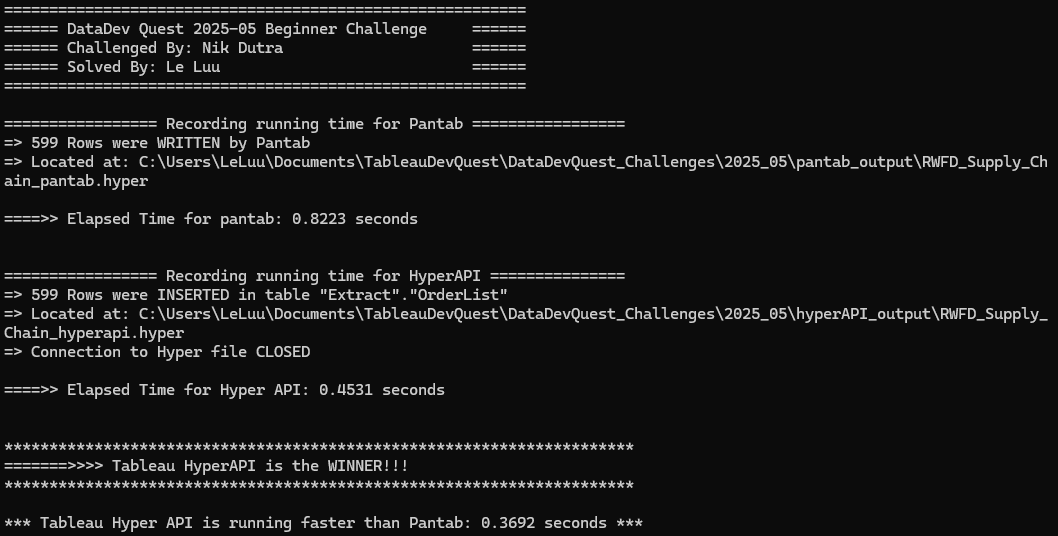 ==========================================================
====== DataDev Quest 2025-05 Beginner Challenge     ======
====== Challenged By: Nik Dutra                     ======
====== Solved By: Le Luu                            ======
==========================================================
================= Recording running time for Pantab =================
=> 599 Rows were WRITTEN by Pantab
=> Located at: C:\Users\LeLuu\Documents\TableauDevQuest\DataDevQuest_Challenges\2025_05\pantab_output\RWFD_Supply_Ch
ain_pantab.hyper
====>> Elapsed Time for pantab: 0.8223 seconds
================= Recording running time for HyperAPI ===============
=> 599 Rows were INSERTED in table "Extract"."OrderList"
=> Located at: C:\Users\LeLuu\Documents\TableauDevQuest\DataDevQuest_Challenges\2025_05\hyperAPI_output\RWFD_Supply_
Chain_hyperapi.hyper
=> Connection to Hyper file CLOSED
====>> Elapsed Time for Hyper API: 0.4531 seconds
**********************************************************************
=======>>>> Tableau HyperAPI is the WINNER!!!
**********************************************************************
*** Tableau Hyper API is running faster than Pantab: 0.3692 seconds ***